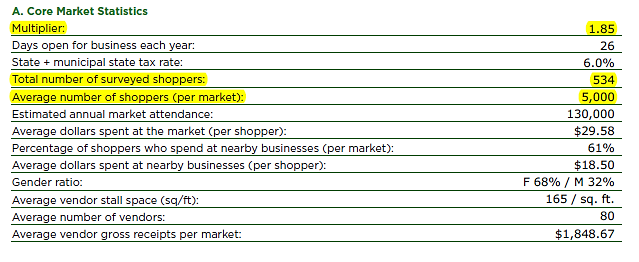 A. Core Market Statistics
Multiplier: 1.85
Days open for business each year: 26
State + municipal state tax rate: 6.0%
Total number of surveyed shoppers: 534
Average number of shoppers (per market): 5,000
Estimated annual market attendance: 130,000
Average dollars spent at the market (per shopper): $29.58
Percentage of shoppers who spend at nearby businesses (per market): 61%
Average dollars spent at nearby businesses (per shopper): $18.50
Gender ratio: F 68% / M 32%
Average vendor stall space (sq/ft): 165 / sq. ft.
Average number of vendors: 80
Average vendor gross receipts per market: $1,848.67